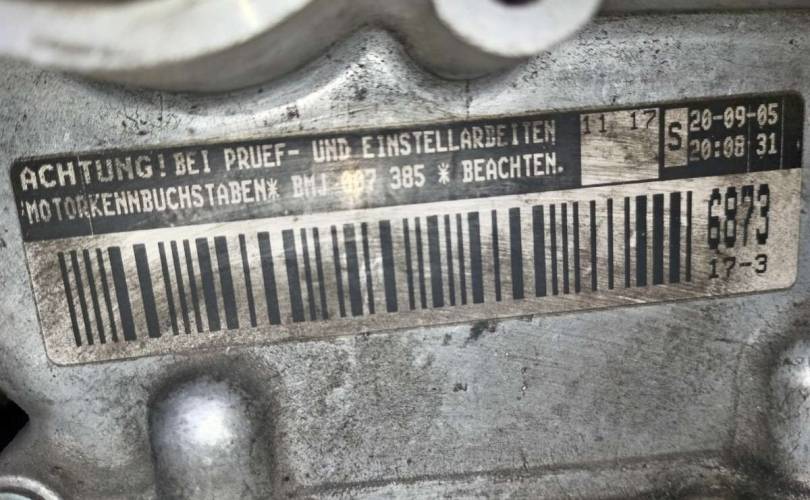 ACHTUNG! BEI PRUEF- UND EINSTELLARBEITEN
MOTORKENNBUCHSTABEN* BMJ 007 385 * BEACHTEN.
11 17
S
20-09-05
20:08 31
6873
17-3